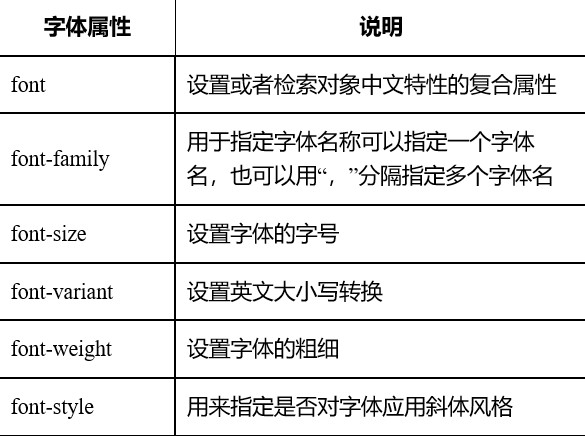 字体属性 说明
font 设置或者检索对象中文特性的复合属性
font-family 用于指定字体名称可以指定一个字体
名，也可以用“，”分隔指定多个字体名
font-size 设置字体的字号
font-variant 设置英文大小写转换
font-weight 设置字体的粗细
font-style 用来指定是否对字体应用斜体风格